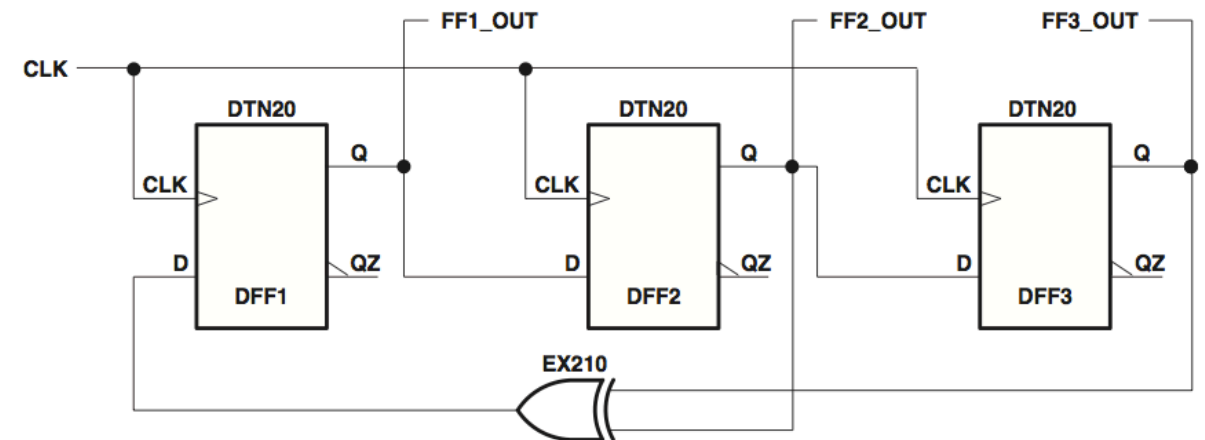 FF1_OUT
FF2_OUT
FF3_OUT
CLK
DTN20
DTN20
DTN20
Q
Q
Q
CLK
CLK
CLK
D
QZ
D
QZ
D
QZ
DFF1
DFF2
DFF3
EX210